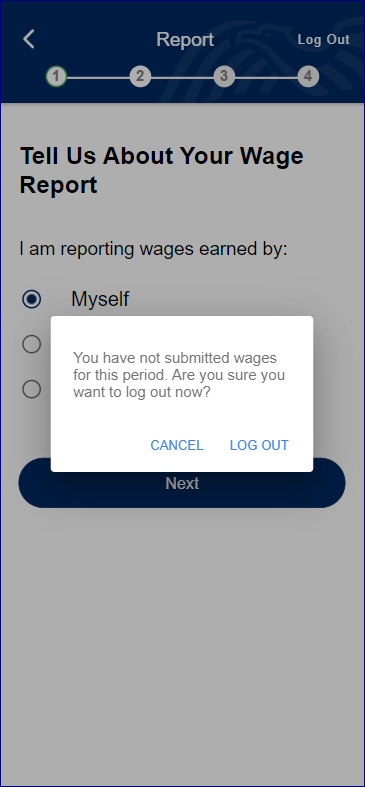 Report
Log Out
1 2 3 4
Tell Us About Your Wage
Report
I am reporting wages earned by:
Myself
You have not submitted wages
for this period. Are you sure you
want to log out now?
CANCEL LOG OUT
Next